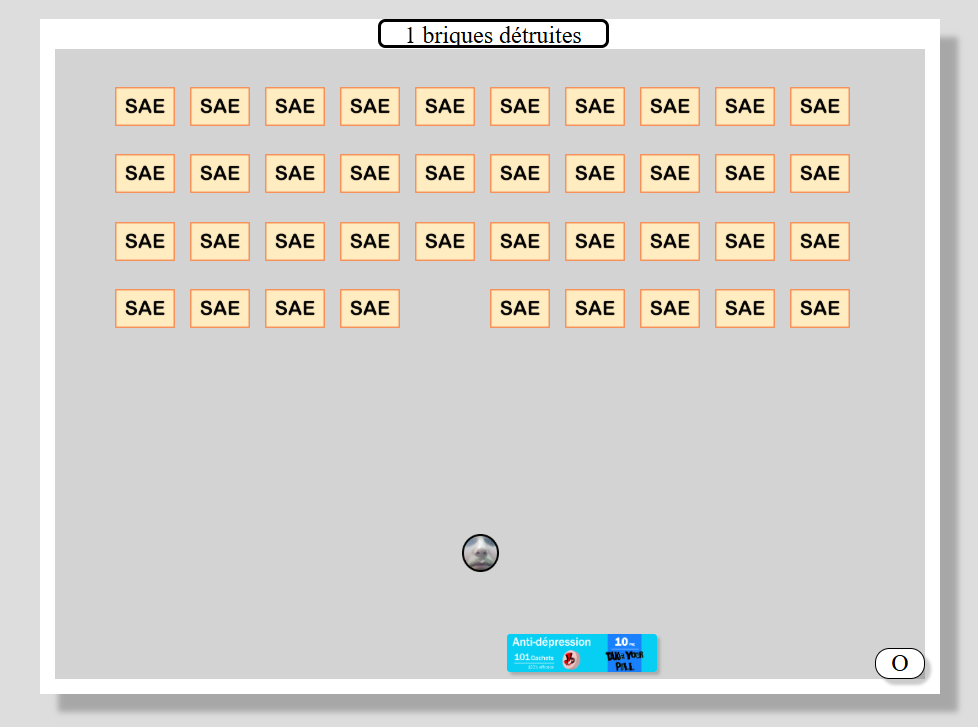 1 briques détruites
SAE SAE SAE SAE SAE SAE SAE SAE SAE SAE
SAE SAE SAE SAE SAE SAE SAE SAE SAE SAE
SAE SAE SAE SAE SAE SAE SAE SAE SAE SAE
SAE SAE SAE SAE SAE SAE SAE SAE SAE
Anti-dépression 10
101 Cachets TAKE YOUR
PILL
O